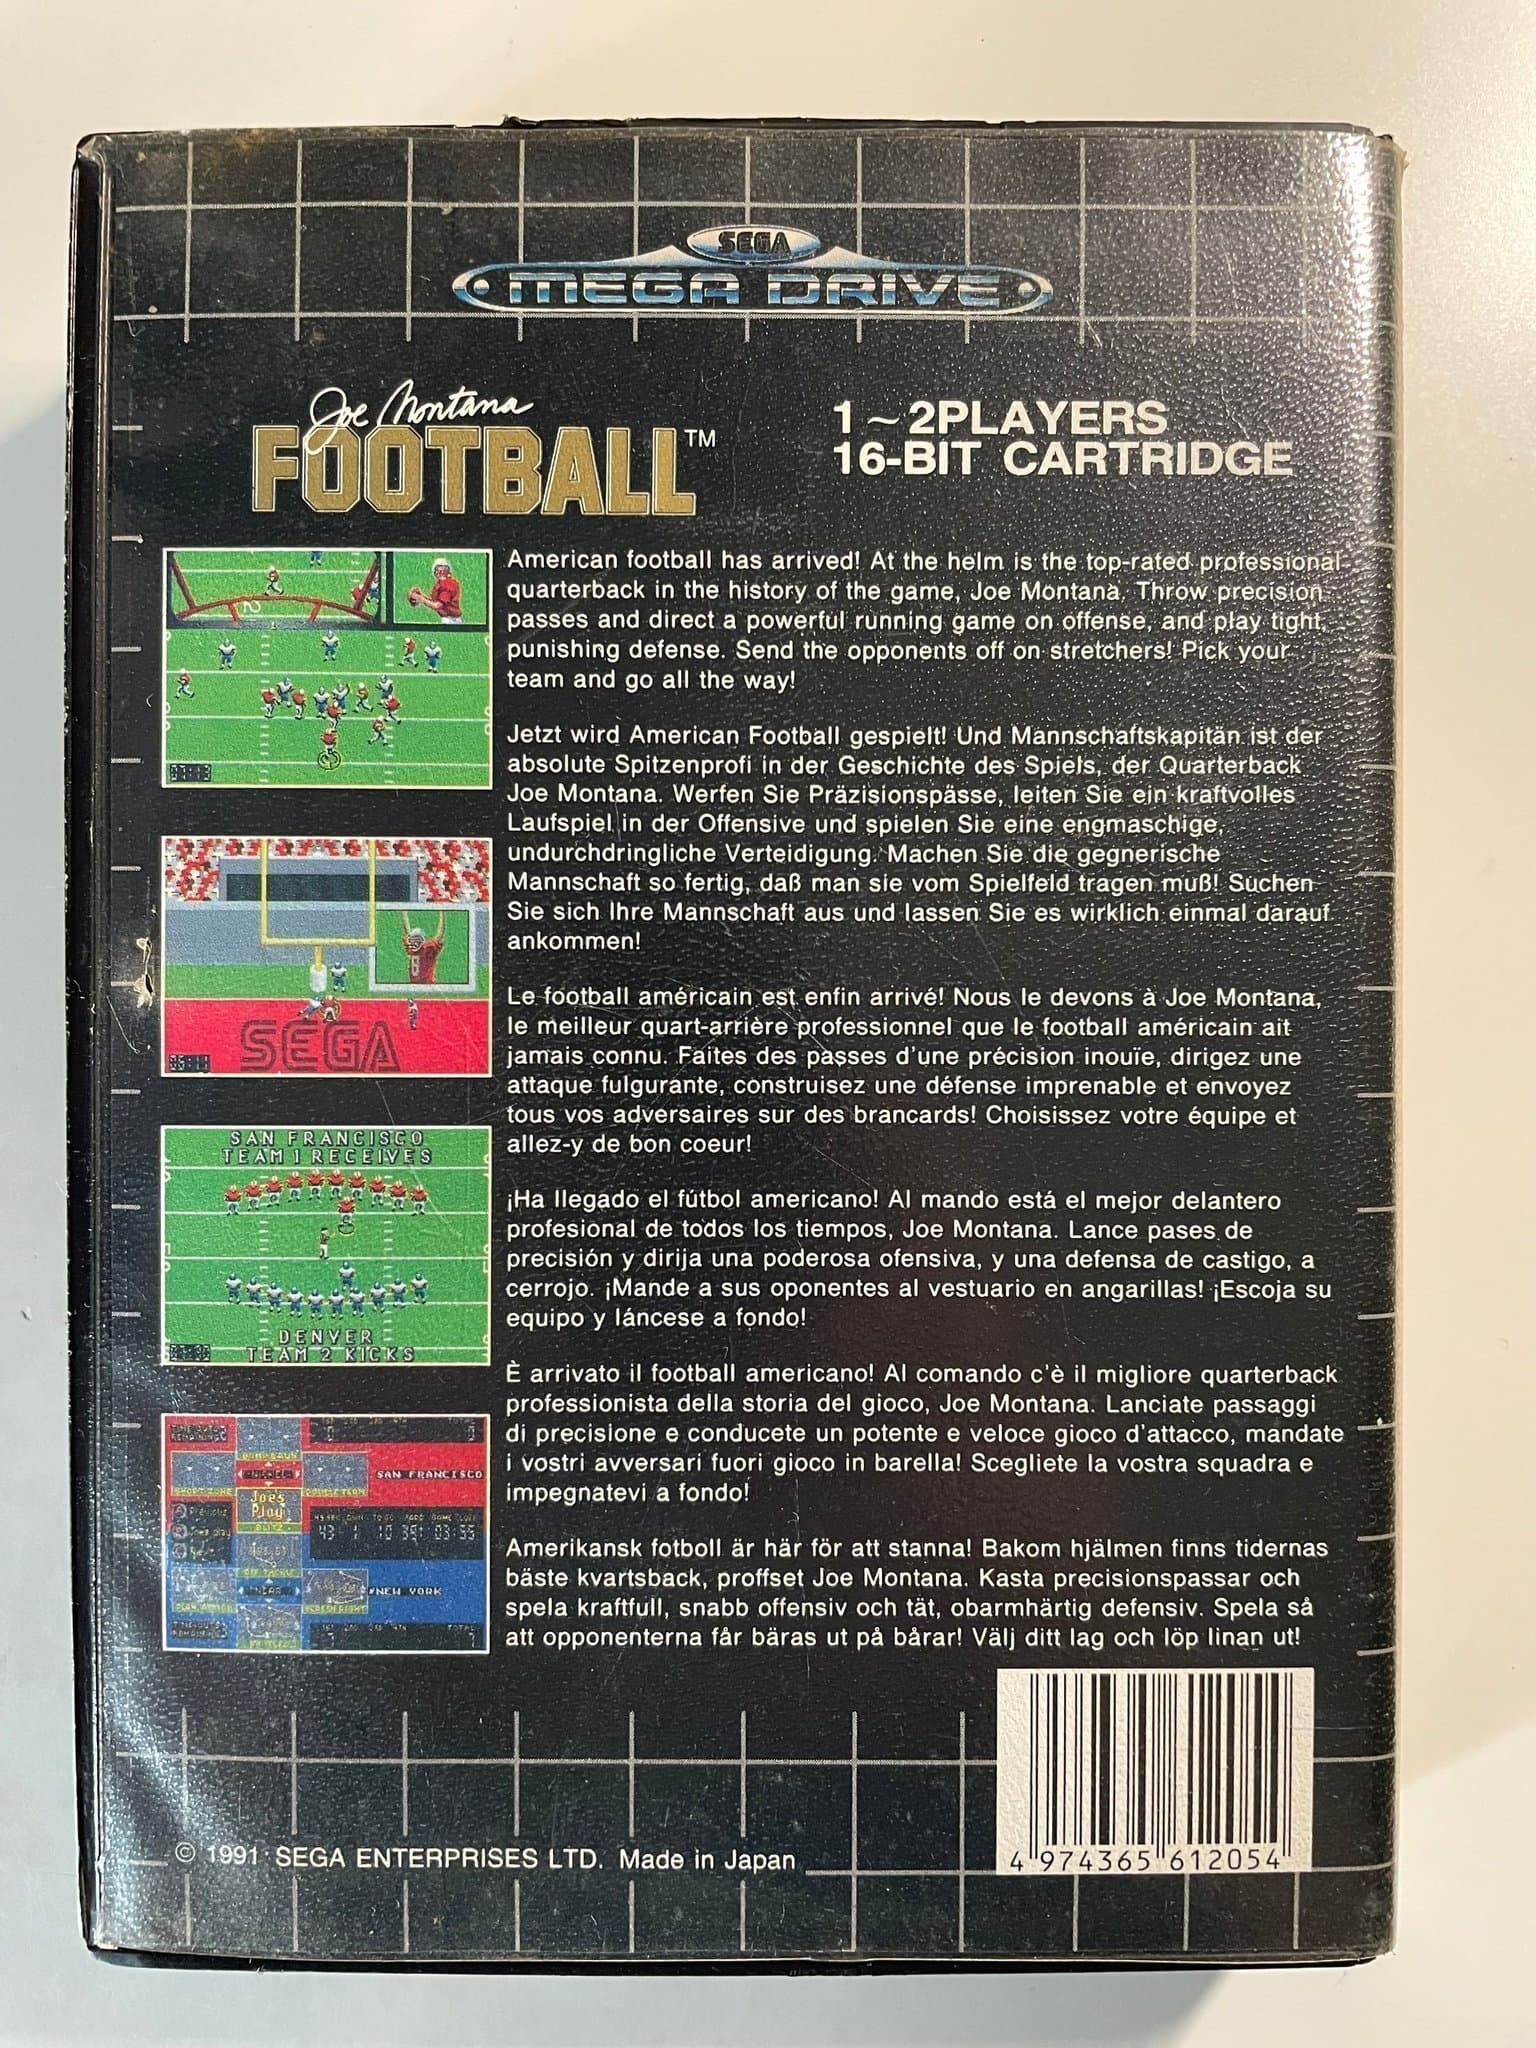 SEGA
MEGA DRIVE
Joe Montana
FOOTBALL™
1~2PLAYERS
16-BIT CARTRIDGE
American football has arrived! At the helm is the top-rated professional
quarterback in the history of the game, Joe Montana. Throw precision
passes and direct a powerful running game on offense, and play tight,
punishing defense. Send the opponents off on stretchers! Pick your
team and go all the way!
Jetzt wird American Football gespielt! Und Mannschaftskapitän ist der
absolute Spitzenprofi in der Geschichte des Spiels, der Quarterback
Joe Montana. Werfen Sie Präzisionspässe, leiten Sie ein kraftvolles
Laufspiel in der Offensive und spielen Sie eine engmaschige,
undurchdringliche Verteidigung. Machen Sie die gegnerische
Mannschaft so fertig, daß man sie vom Spielfeld tragen muß! Suchen
Sie sich Ihre Mannschaft aus und lassen Sie es wirklich einmal darauf
ankommen!
SEGA
Le football américain est enfin arrivé! Nous le devons à Joe Montana,
le meilleur quart-arrière professionnel que le football américain ait
jamais connu. Faites des passes d'une précision inouïe, dirigez une
attaque fulgurante, construisez une défense imprenable et envoyez
tous vos adversaires sur des brancards! Choisissez votre équipe et
allez-y de bon coeur!
SAN FRANCISCO
TEAM 1 RECEIVES
DENVER
TEAM 2 KICKS
¡Ha llegado el fútbol americano! Al mando está el mejor delantero
profesional de todos los tiempos, Joe Montana. Lance pases de
precisión y dirija una poderosa ofensiva, y una defensa de castigo, a
cerrojo. ¡Mande a sus oponentes al vestuario en angarillas! ¡Escoja su
equipo y láncese a fondo!
È arrivato il football americano! Al comando c'è il migliore quarterback
professionista della storia del gioco, Joe Montana. Lanciate passaggi
di precisione e conducete un potente e veloce gioco d'attacco, mandate
i vostri avversari fuori gioco in barella! Scegliete la vostra squadra e
impegnatevi a fondo!
SAN FRANCISCO
Joe's
Play
NEW YORK
Amerikansk fotboll är här för att stanna! Bakom hjälmen finns tidernas
bäste kvartsback, proffset Joe Montana. Kasta precisionspassar och
spela kraftfull, snabb offensiv och tät, obarmhärtig defensiv. Spela så
att opponenterna får bäras ut på bårar! Välj ditt lag och löp linan ut!
© 1991 SEGA ENTERPRISES LTD. Made in Japan
4 974365 612054